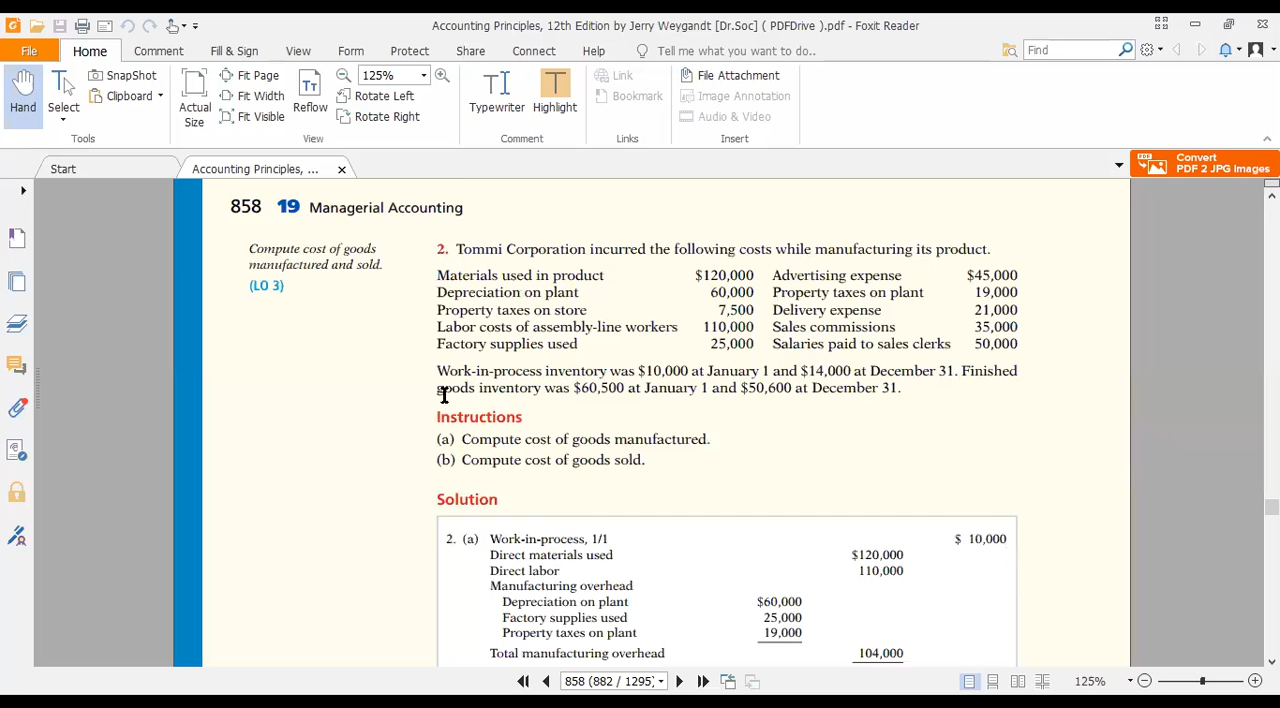 Accounting Principles, 12th Edition by Jerry Weygandt [Dr.Soc] ( PDFDrive ).pdf - Foxit Reader
File Home Comment Fill & Sign View Form Protect Share Connect Help Tell me what you want to do.. Find
Hand
Select
SnapShot
Clipboard
Tools
Actual Size
Fit Page
Fit Width
Fit Visible
Reflow
125%
Rotate Left
Rotate Right
View
Typewriter
Highlight
Comment
Link
Bookmark
Links
File Attachment
Image Annotation
Audio & Video
Insert
Start Accounting Principles, ...
Convert
PDF 2 JPG Images
858 19 Managerial Accounting
Compute cost of goods
manufactured and sold.
(LO 3)
2. Tommi Corporation incurred the following costs while manufacturing its product.
Materials used in product $120,000 Advertising expense $45,000
Depreciation on plant 60,000 Property taxes on plant 19,000
Property taxes on store 7,500 Delivery expense 21,000
Labor costs of assembly-line workers 110,000 Sales commissions 35,000
Factory supplies used 25,000 Salaries paid to sales clerks 50,000
Work-in-process inventory was $10,000 at January 1 and $14,000 at December 31. Finished
goods inventory was $60,500 at January 1 and $50,600 at December 31.
Instructions
(a) Compute cost of goods manufactured.
(b) Compute cost of goods sold.
Solution
2. (a) Work-in-process, 1/1 $ 10,000
Direct materials used $120,000
Direct labor 110,000
Manufacturing overhead
Depreciation on plant $60,000
Factory supplies used 25,000
Property taxes on plant 19,000
Total manufacturing overhead 104,000
858 (882 / 1295)
125%